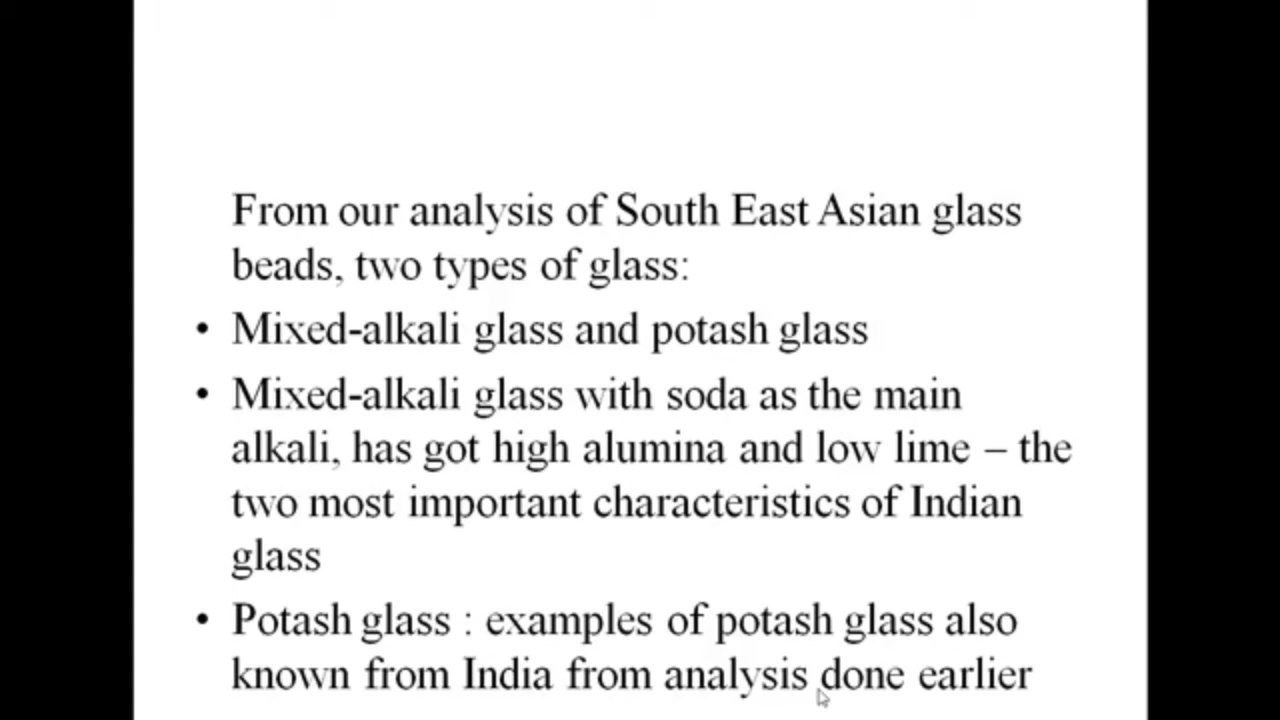 From our analysis of South East Asian glass
beads, two types of glass:
• Mixed-alkali glass and potash glass
• Mixed-alkali glass with soda as the main
alkali, has got high alumina and low lime – the
two most important characteristics of Indian
glass
• Potash glass : examples of potash glass also
known from India from analysis done earlier